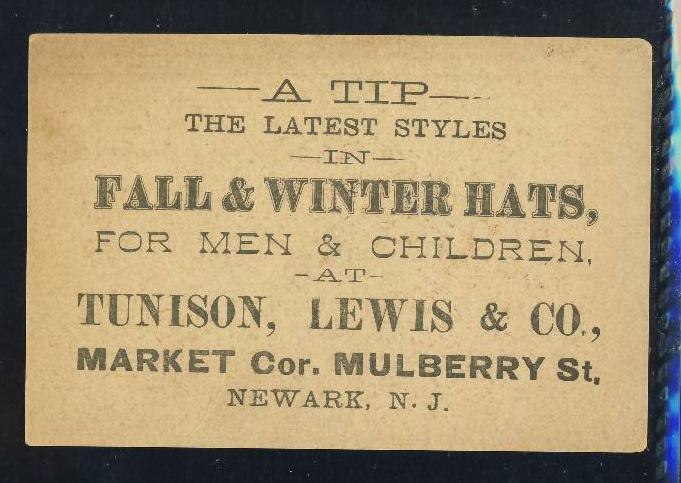 —A TIP—
THE LATEST STYLES
—IN—
FALL & WINTER HATS,
FOR MEN & CHILDREN,
-AT-
TUNISON, LEWIS & CO.,
MARKET Cor. MULBERRY St.
NEWARK, N. J.